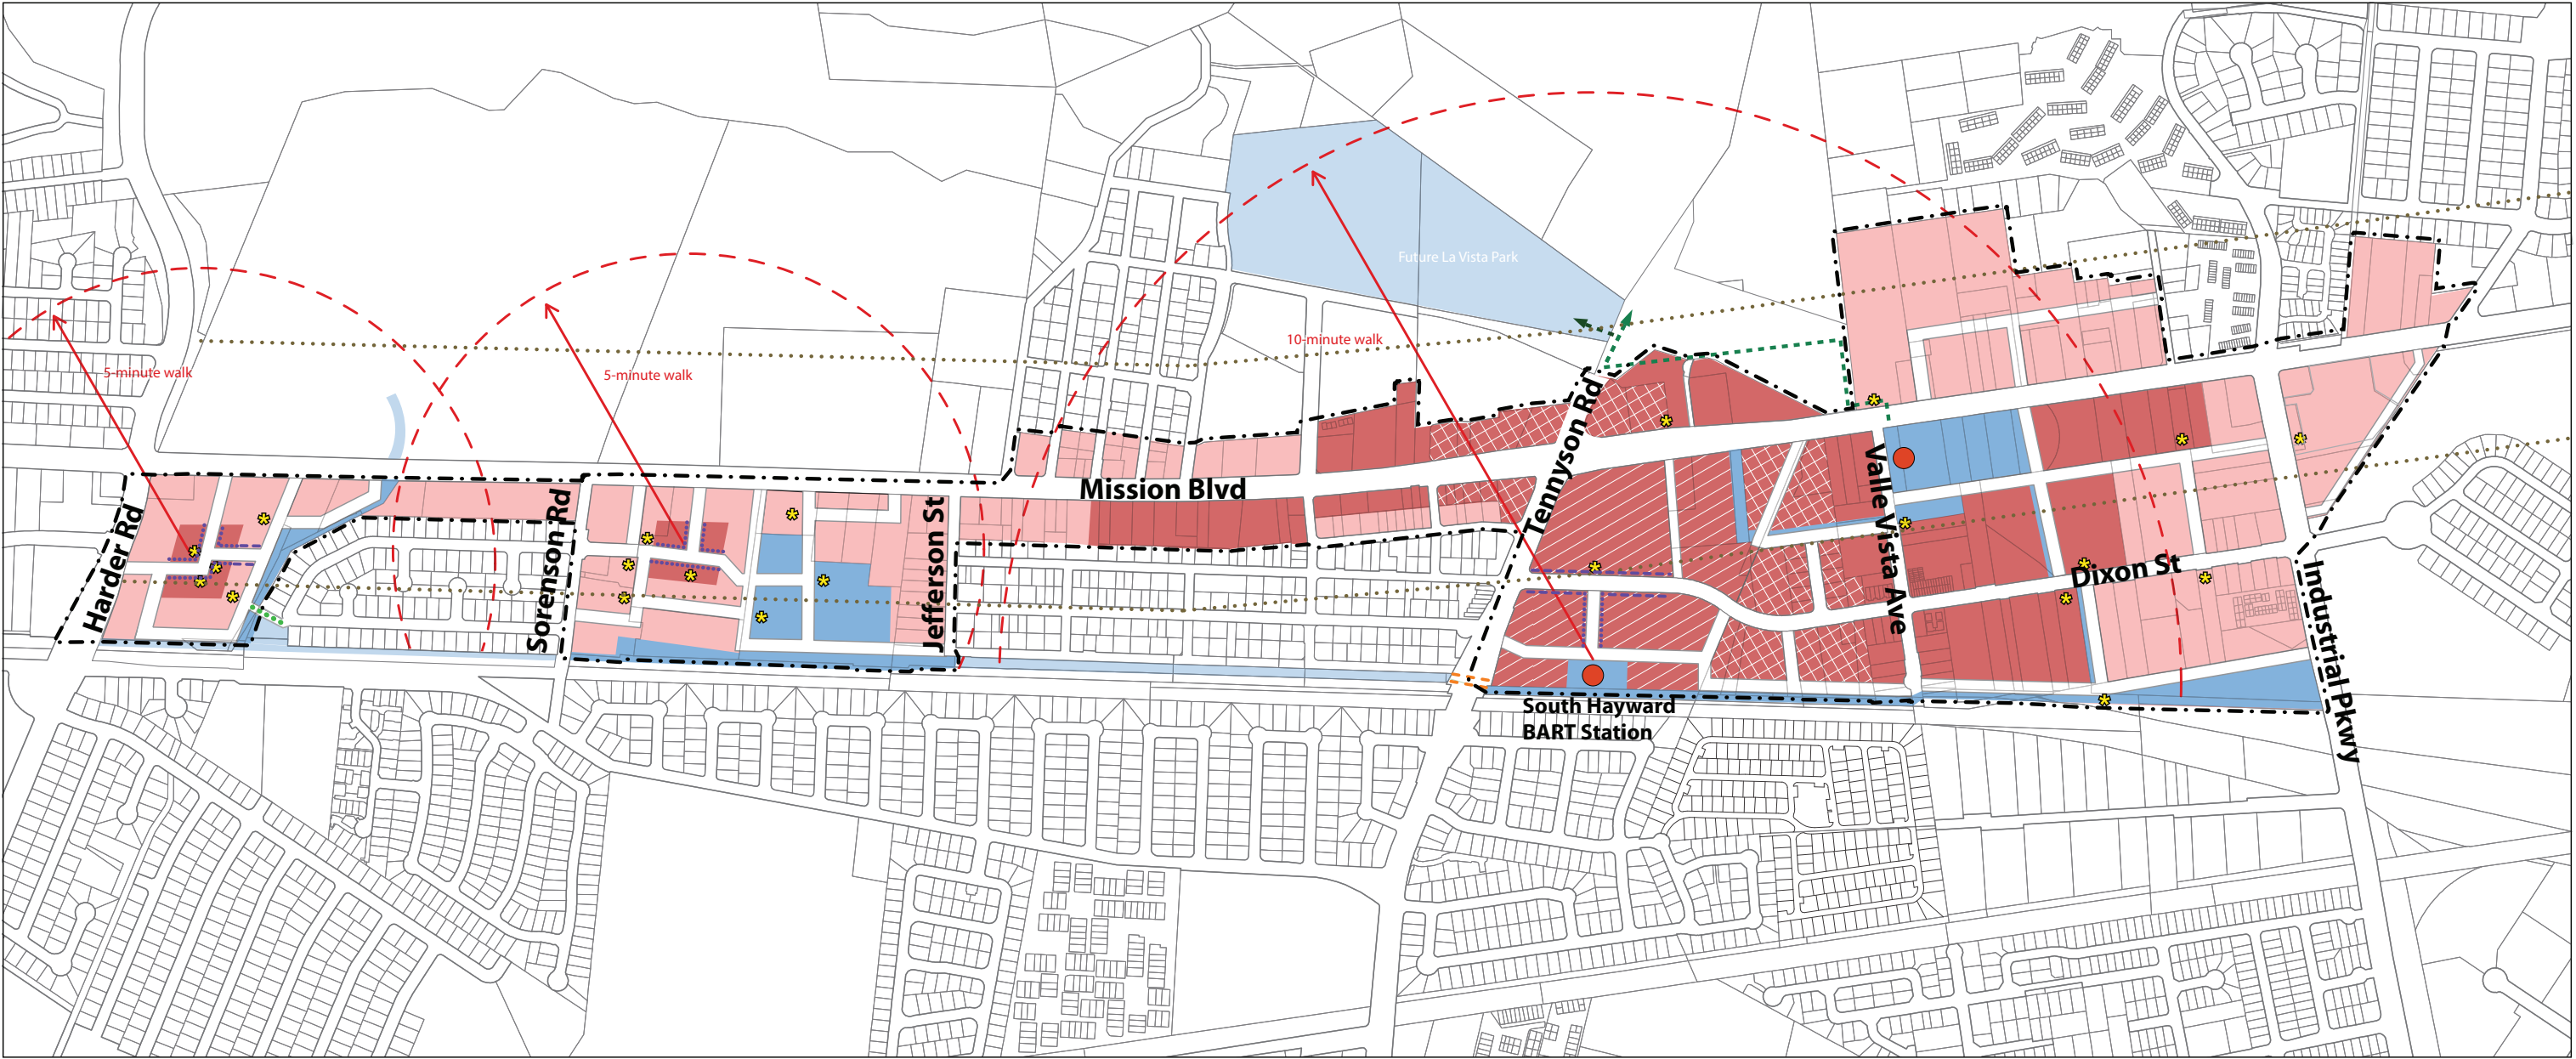 Future La Vista Park
10-minute walk
5-minute walk
5-minute walk
Mission Blvd
Tennyson Rd
Valle Vista Ave
Harder Rd
Sorenson Rd
Jefferson St
Dixon St
Industrial Pkwy
South Hayward
BART Station